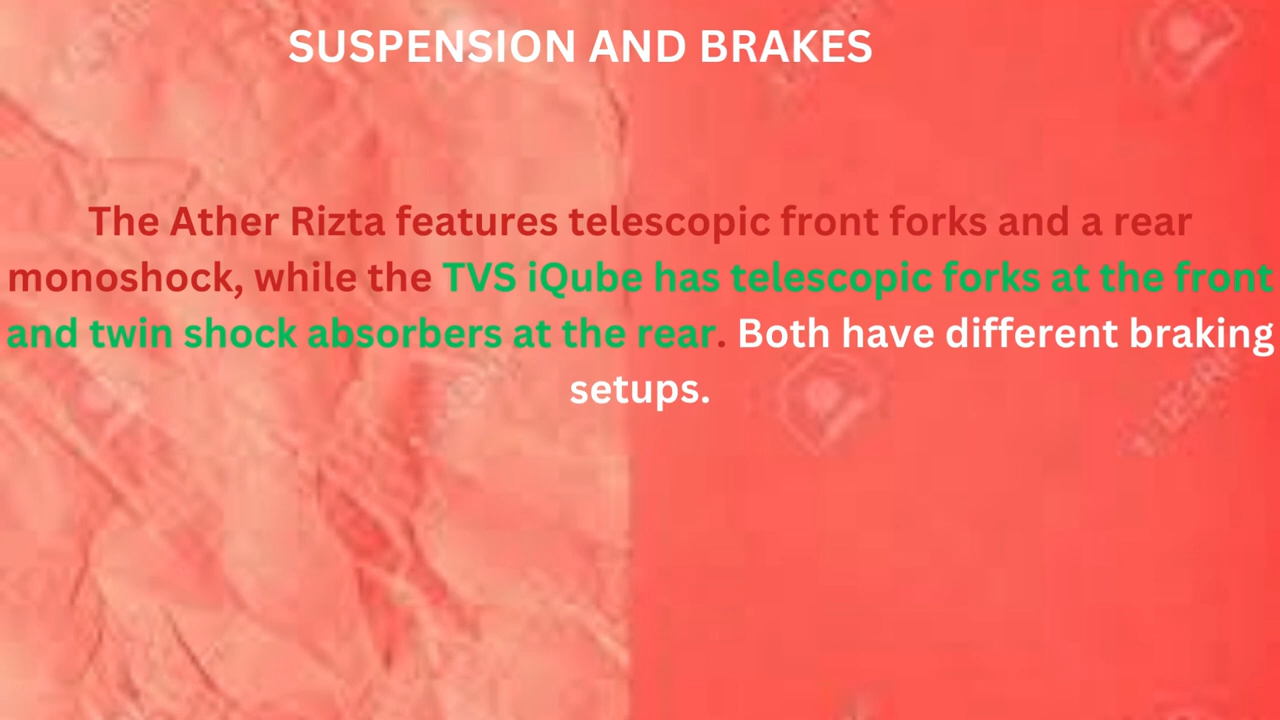 SUSPENSION AND BRAKES
The Ather Rizta features telescopic front forks and a rear
monoshock, while the TVS iQube has telescopic forks at the front
and twin shock absorbers at the rear. Both have different braking
setups.